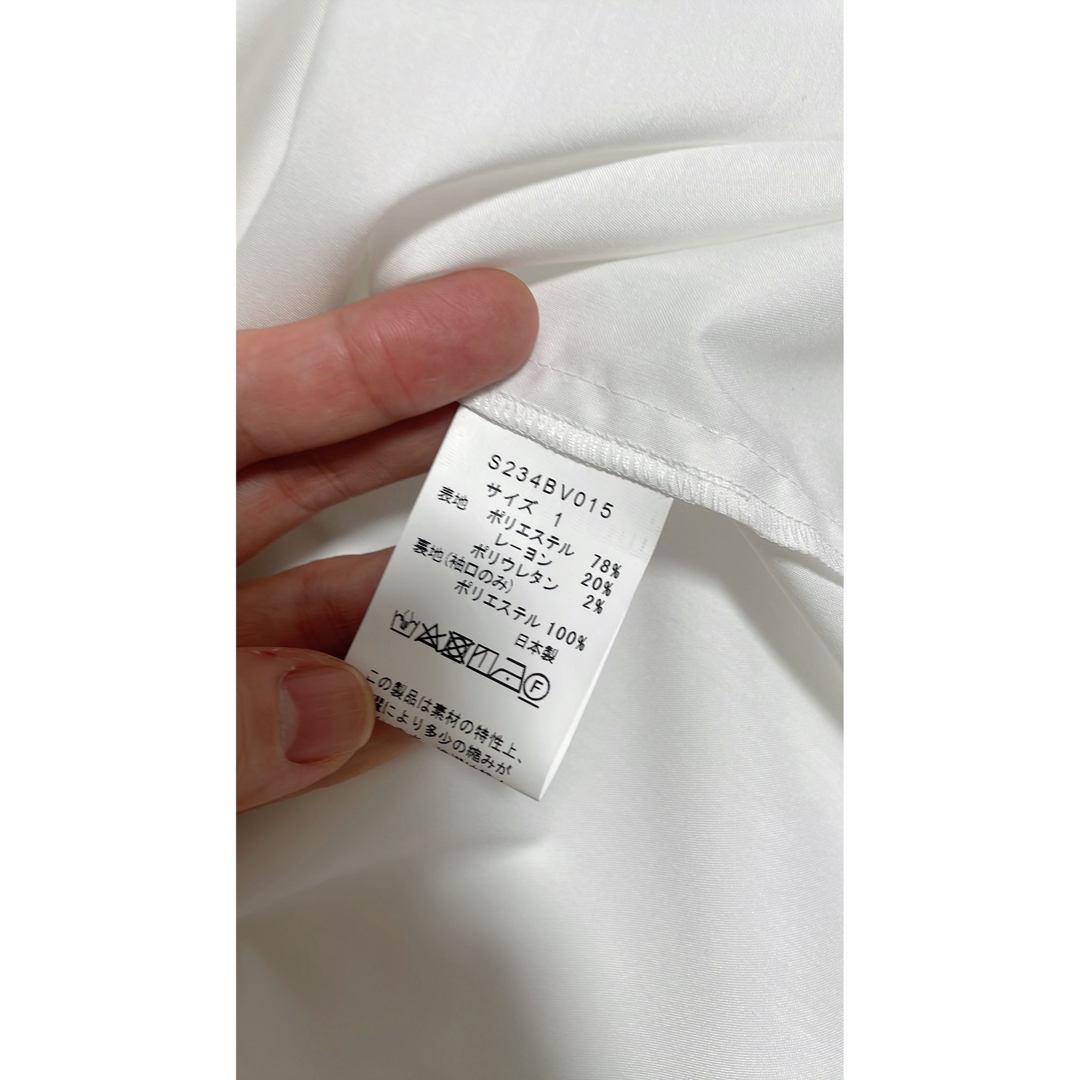 S234BV015
サイズ 1
表地 ポリエステル 78%
レーヨン 20%
ポリウレタン 2%
裏地(袖口のみ)
ポリエステル 100%
日本製
F
この製品は素材の特性上、
により多少の縮みが